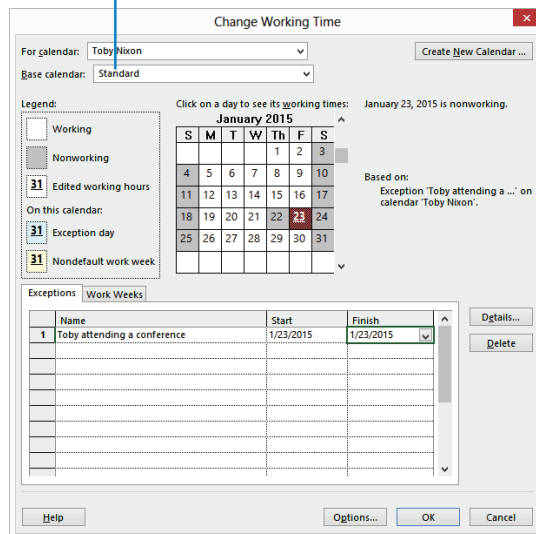 Change Working Time
For calendar: Toby Nixon
Create New Calendar ...
Base calendar: Standard
Legend:
Working
Nonworking
31 Edited working hours
On this calendar:
31 Exception day
31 Nondefault work week
Click on a day to see its working times:
January 2015
S M T W Th F S
1 2 3
4 5 6 7 8 9 10
11 12 13 14 15 16 17
18 19 20 21 22 23 24
25 26 27 28 29 30 31
January 23, 2015 is nonworking.
Based on:
Exception 'Toby attending a ...' on
calendar 'Toby Nixon'.
Exceptions Work Weeks
Name Start Finish
1 Toby attending a conference 1/23/2015 1/23/2015
Details...
Delete
Help
Options...
OK
Cancel